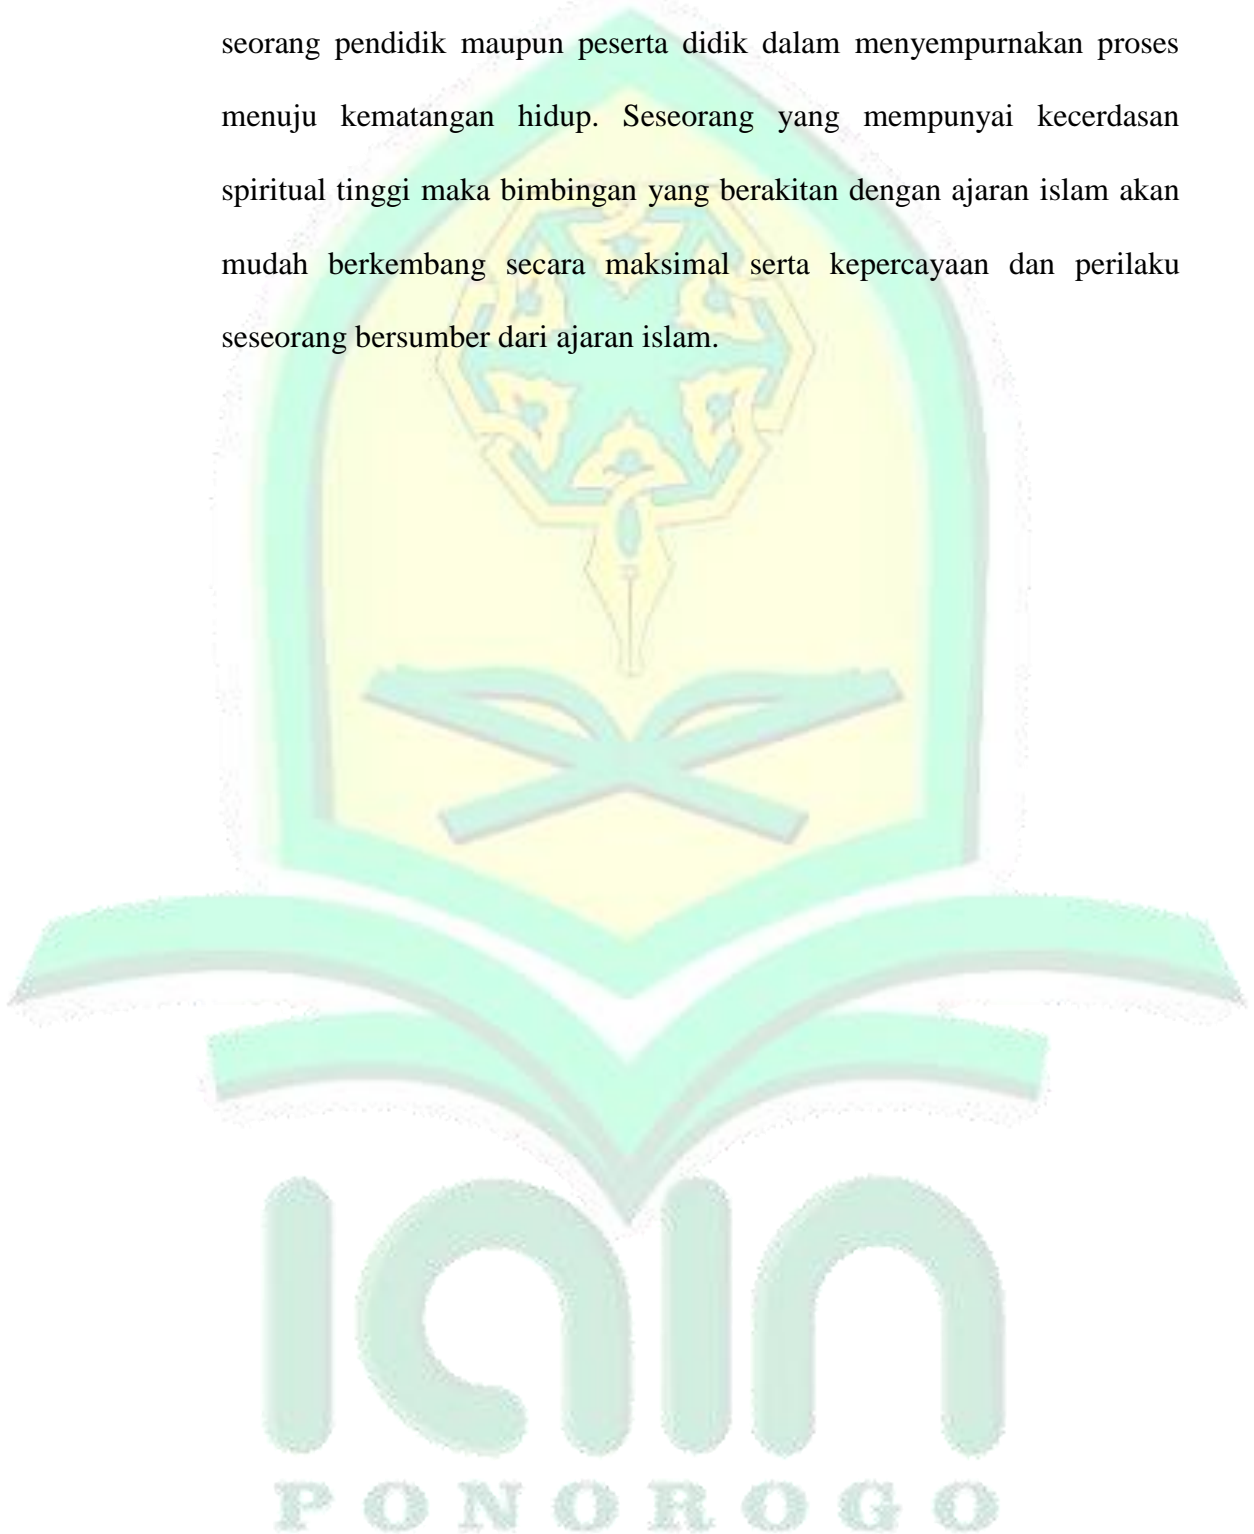 seorang pendidik maupun peserta didik dalam menyempurnakan proses
menuju kematangan hidup. Seseorang yang mempunyai kecerdasan
spiritual tinggi maka bimbingan yang berakitan dengan ajaran islam akan
mudah berkembang secara maksimal serta kepercayaan dan perilaku
seseorang bersumber dari ajaran islam.
iain
PONOROGO